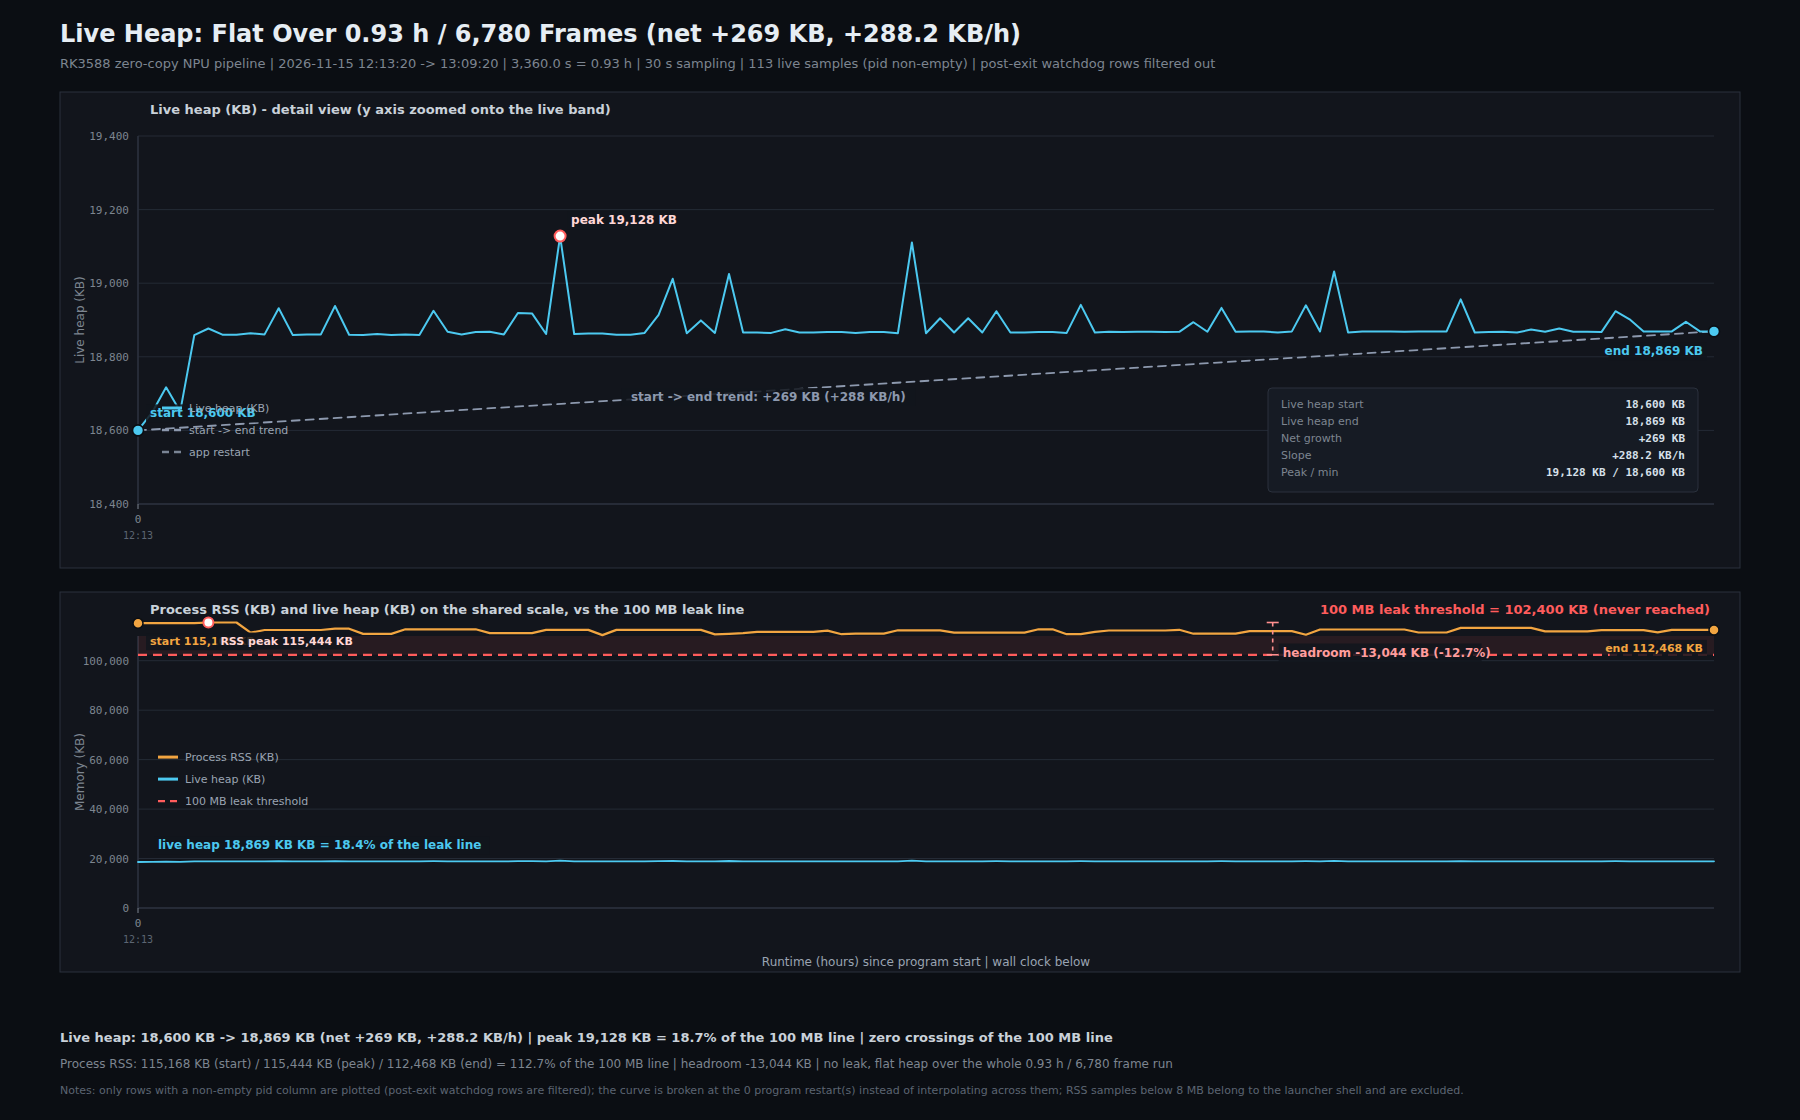 Live Heap: Flat Over 0.93 h / 6,780 Frames (net +269 KB, +288.2 KB/h)
RK3588 zero-copy NPU pipeline | 2026-11-15 12:13:20 -> 13:09:20 | 3,360.0 s = 0.93 h | 30 s sampling | 113 live samples (pid non-empty) | post-exit watchdog rows filtered out
Live heap (KB) - detail view (y axis zoomed onto the live band)
19,400
19,200
19,000
18,800
18,600
18,400
Live heap (KB)
peak 19,128 KB
end 18,869 KB
start -> end trend: +269 KB (+288 KB/h)
start 18,600 KB
Live heap (KB)
start -> end trend
app restart
Live heap start 18,600 KB
Live heap end 18,869 KB
Net growth +269 KB
Slope +288.2 KB/h
Peak / min 19,128 KB / 18,600 KB
0
12:13
Process RSS (KB) and live heap (KB) on the shared scale, vs the 100 MB leak line
100 MB leak threshold = 102,400 KB (never reached)
start 115,1
RSS peak 115,444 KB
headroom -13,044 KB (-12.7%)
end 112,468 KB
100,000
80,000
60,000
40,000
20,000
0
Memory (KB)
Process RSS (KB)
Live heap (KB)
100 MB leak threshold
live heap 18,869 KB KB = 18.4% of the leak line
0
12:13
Runtime (hours) since program start | wall clock below
Live heap: 18,600 KB -> 18,869 KB (net +269 KB, +288.2 KB/h) | peak 19,128 KB = 18.7% of the 100 MB line | zero crossings of the 100 MB line
Process RSS: 115,168 KB (start) / 115,444 KB (peak) / 112,468 KB (end) = 112.7% of the 100 MB line | headroom -13,044 KB | no leak, flat heap over the whole 0.93 h / 6,780 frame run
Notes: only rows with a non-empty pid column are plotted (post-exit watchdog rows are filtered); the curve is broken at the 0 program restart(s) instead of interpolating across them; RSS samples below 8 MB belong to the launcher shell and are excluded.